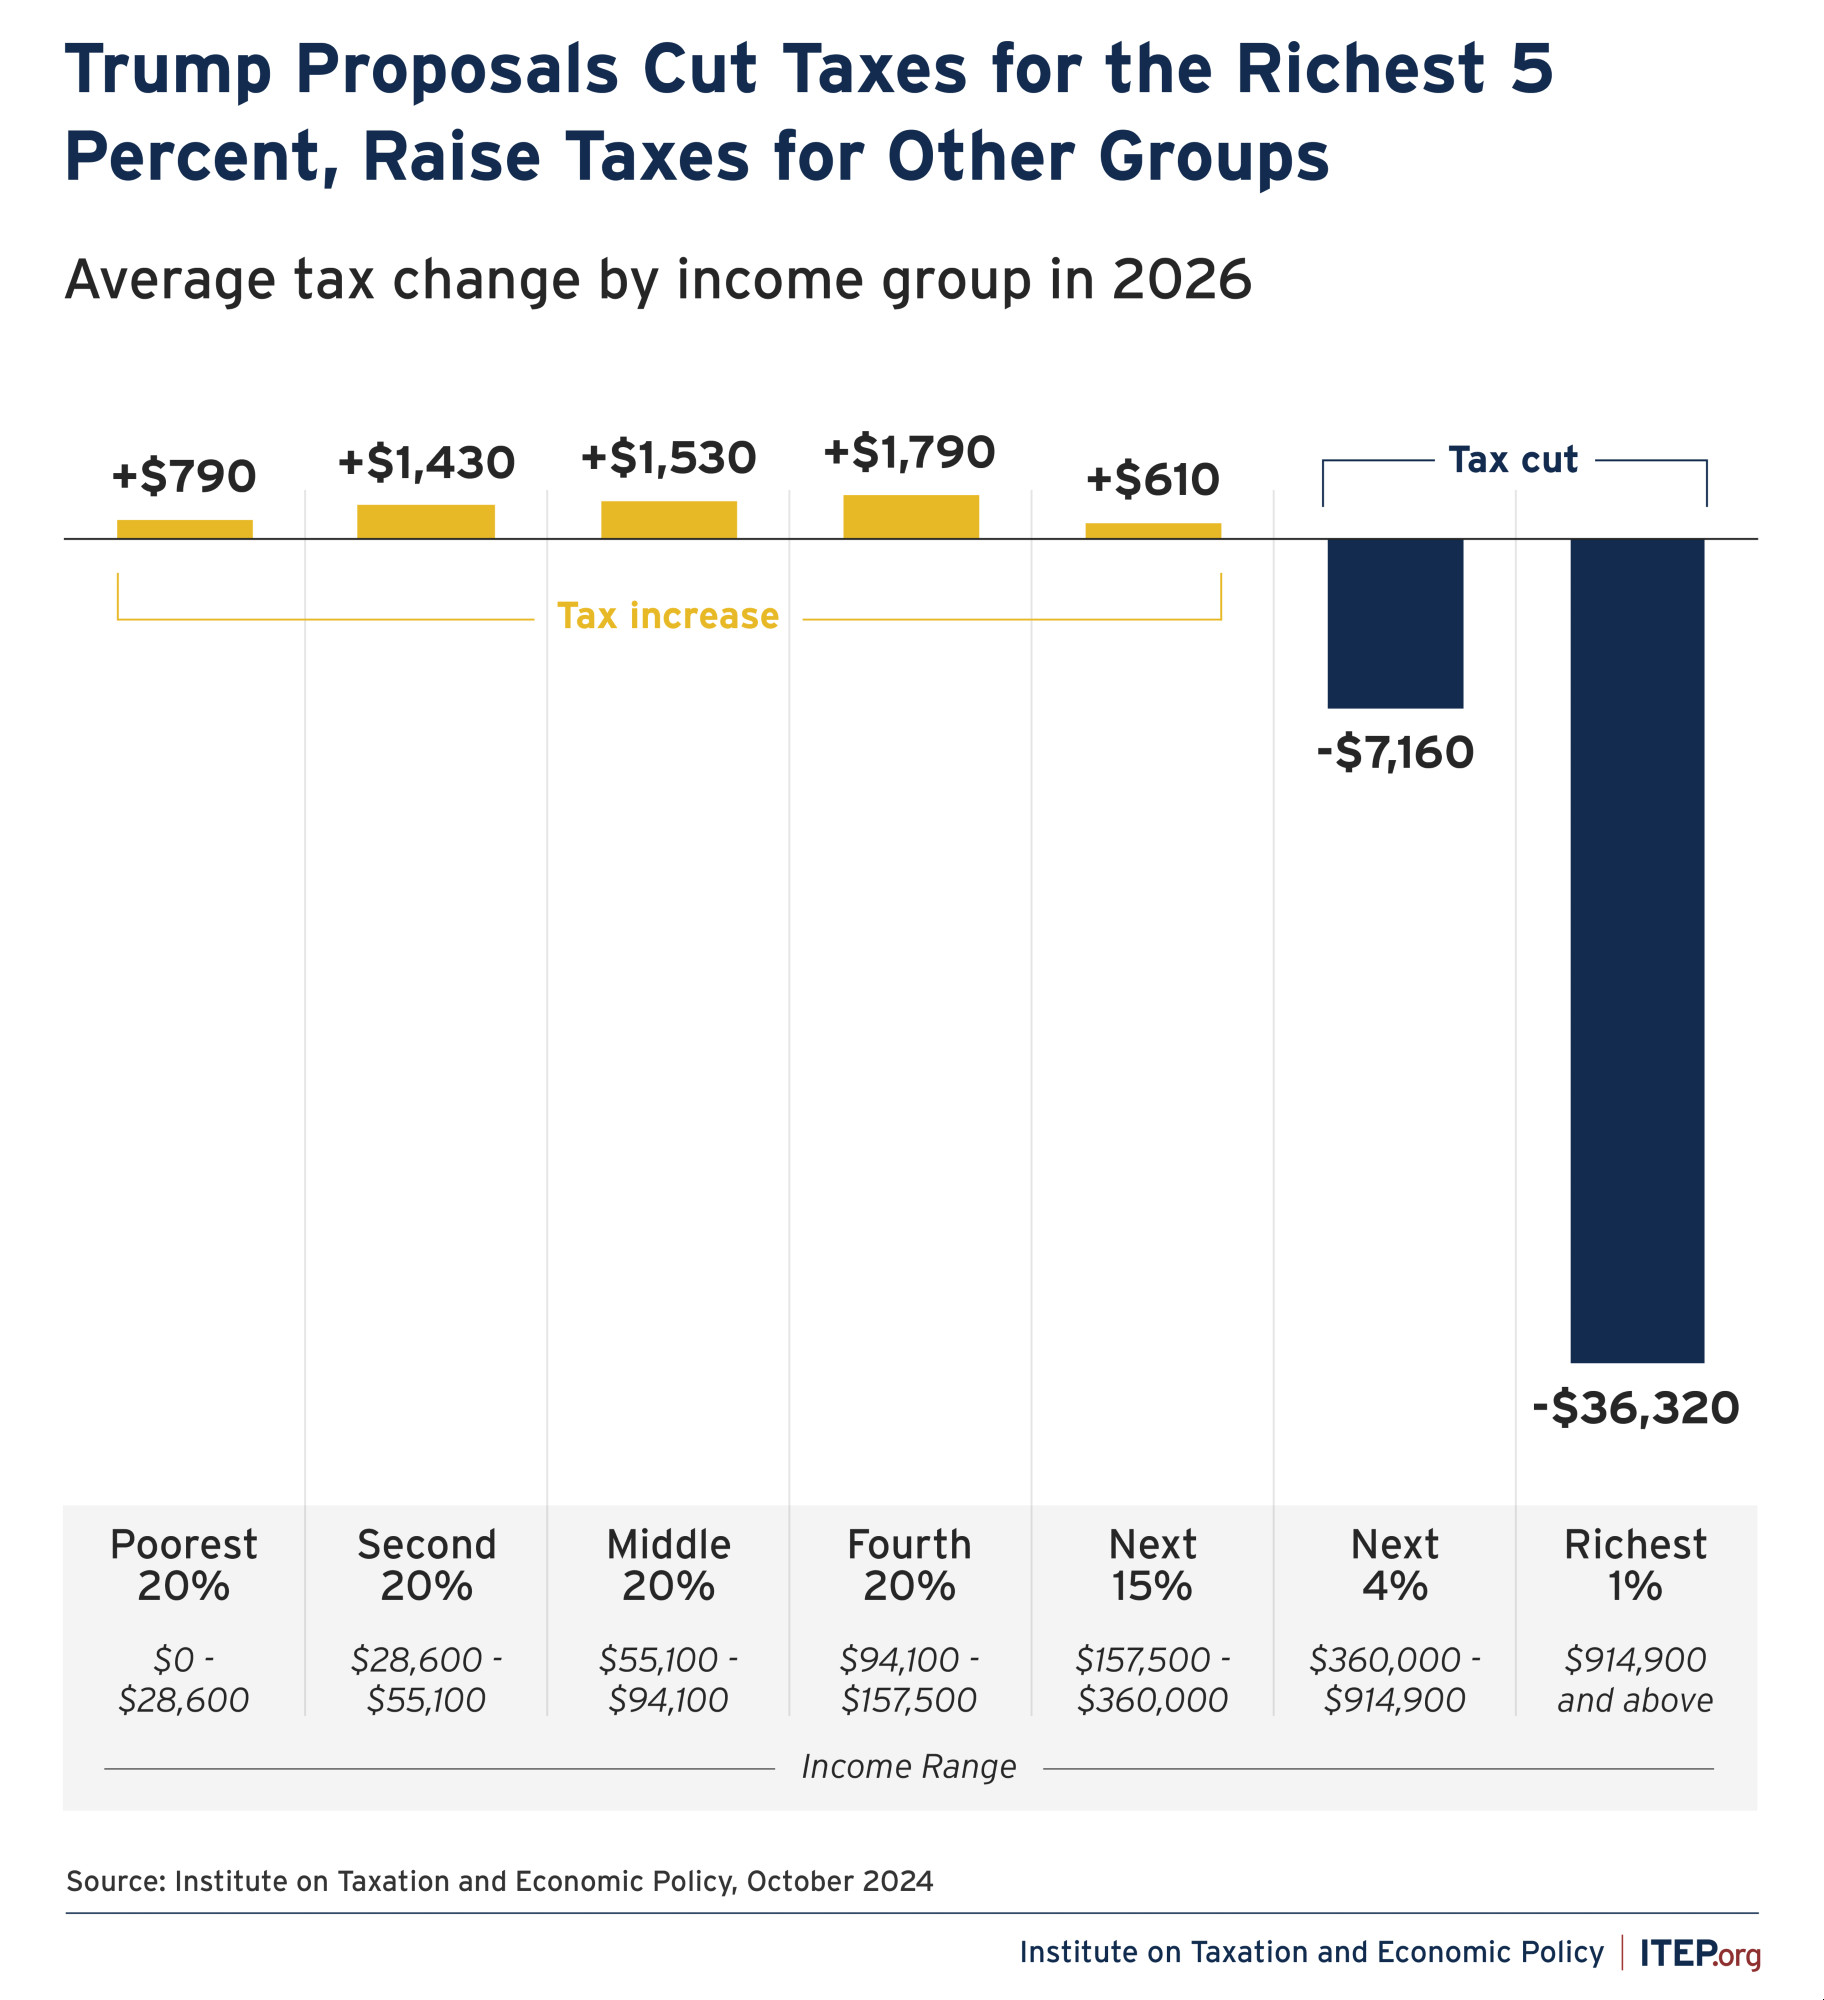 Trump Proposals Cut Taxes for the Richest 5
Percent, Raise Taxes for Other Groups
Average tax change by income group in 2026
+$790
+$1,430
+$1,530
+$1,790
+$610
Tax cut
Tax increase
-$7,160
-$36,320
Poorest
20%
$0 -
$28,600
Second
20%
$28,600 -
$55,100
Middle
20%
$55,100 -
$94,100
Fourth
20%
$94,100 -
$157,500
Next
15%
$157,500 -
$360,000
Next
4%
$360,000 -
$914,900
Richest
1%
$914,900
and above
Income Range
Source: Institute on Taxation and Economic Policy, October 2024
Institute on Taxation and Economic Policy | ITEP.org